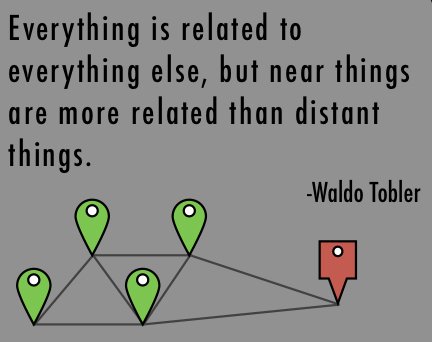 Everything is related to
everything else, but near things
are more related than distant
things.
-Waldo Tobler